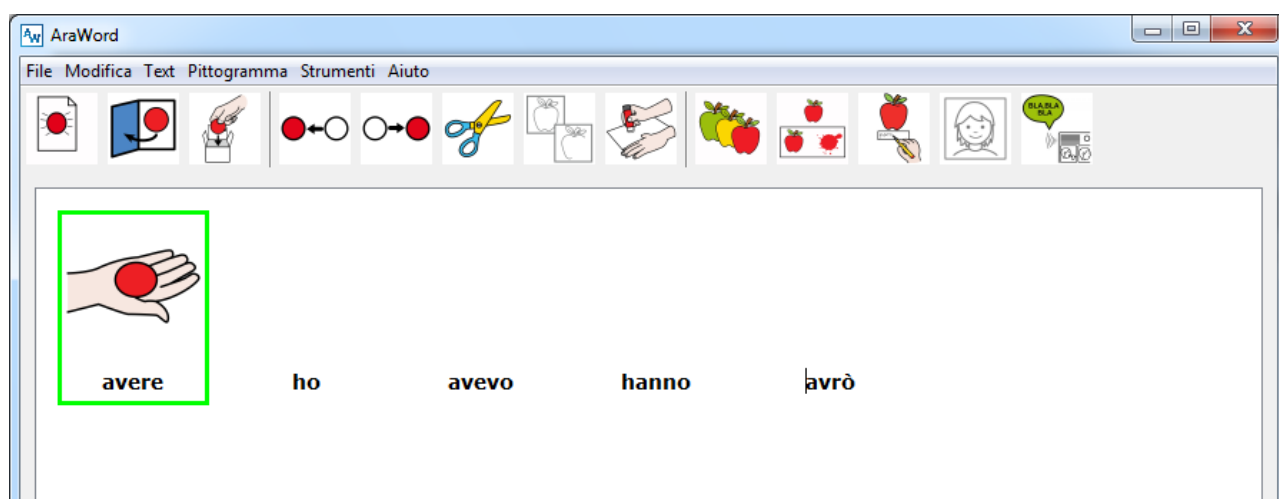 AraWord
File Modifica Text Pittogramma Strumenti Aiuto
BLA BLA
BLA
avere ho avevo hanno avrò